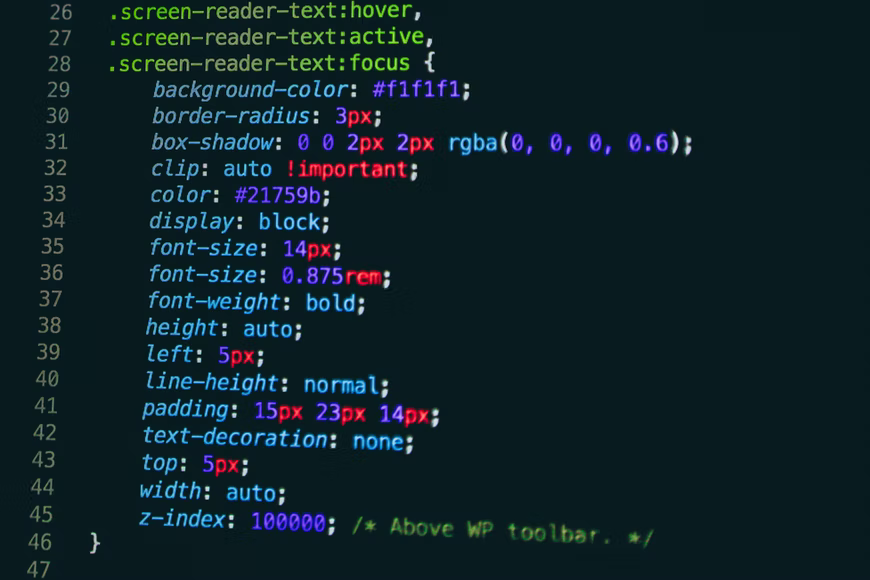 26 .screen-reader-text:hover,
27 .screen-reader-text:active,
28 .screen-reader-text:focus {
29 background-color: #f1f1f1;
30 border-radius: 3px;
31 box-shadow: 0 0 2px 2px rgba(0, 0, 0, 0.6);
32 clip: auto !important;
33 color: #21759b;
34 display: block;
35 font-size: 14px;
36 font-size: 0.875rem;
37 font-weight: bold;
38 height: auto;
39 left: 5px;
40 line-height: normal;
41 padding: 15px 23px 14px;
42 text-decoration: none;
43 top: 5px;
44 width: auto;
45 z-index: 100000; /* Above WP toolbar. */
46 }
47